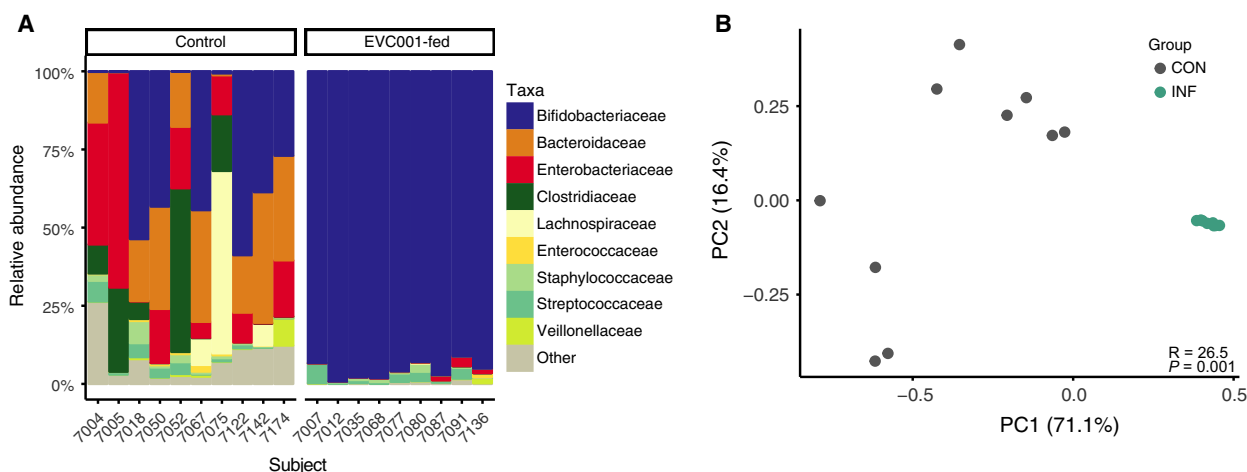 A
Control
EVC001-fed
100%
75%
50%
25%
0%
Relative abundance
7004
7005
7018
7050
7052
7067
7075
7122
7142
7174
7007
7012
7035
7068
7077
7080
7087
7091
7136
Subject
Taxa
Bifidobacteriaceae
Bacteroidaceae
Enterobacteriaceae
Clostridiaceae
Lachnospiraceae
Enterococcaceae
Staphylococcaceae
Streptococcaceae
Veillonellaceae
Other
B
Group
CON
INF
0.25
0.00
−0.25
PC2 (16.4%)
R = 26.5
P = 0.001
−0.5
0.0
0.5
PC1 (71.1%)